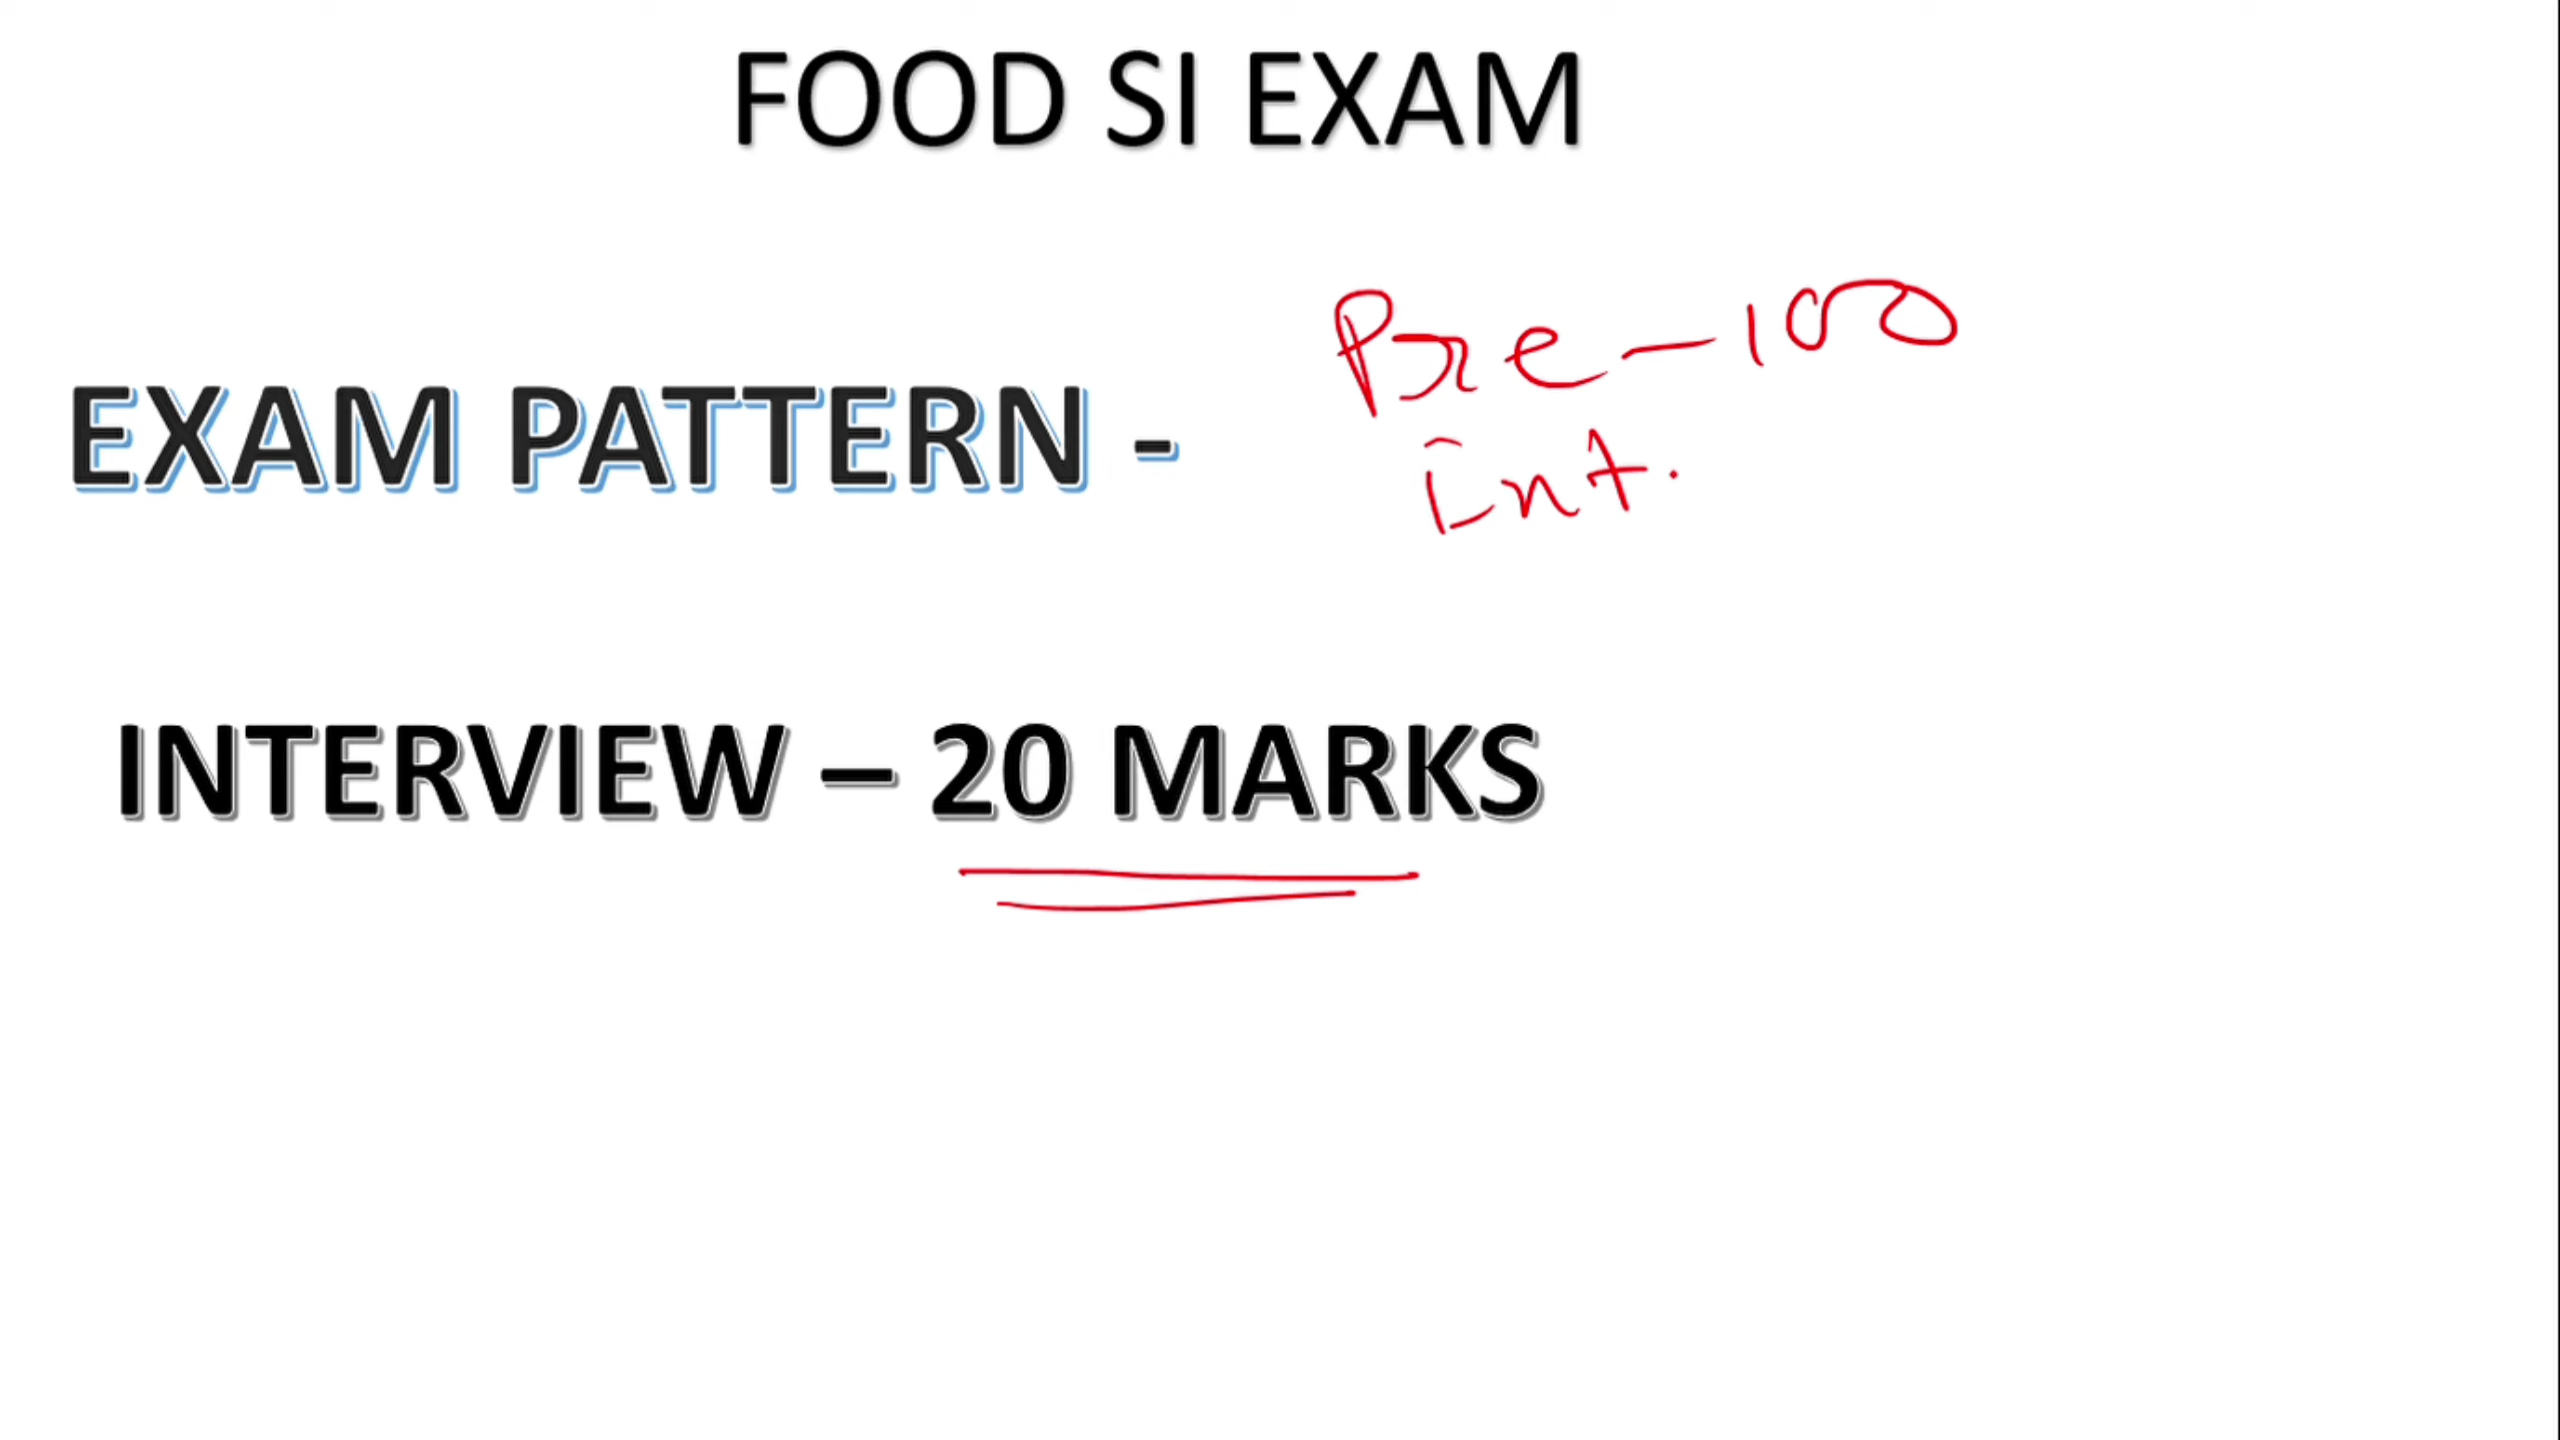 FOOD SI EXAM
Pre - 100
EXAM PATTERN -
int.
INTERVIEW – 20 MARKS